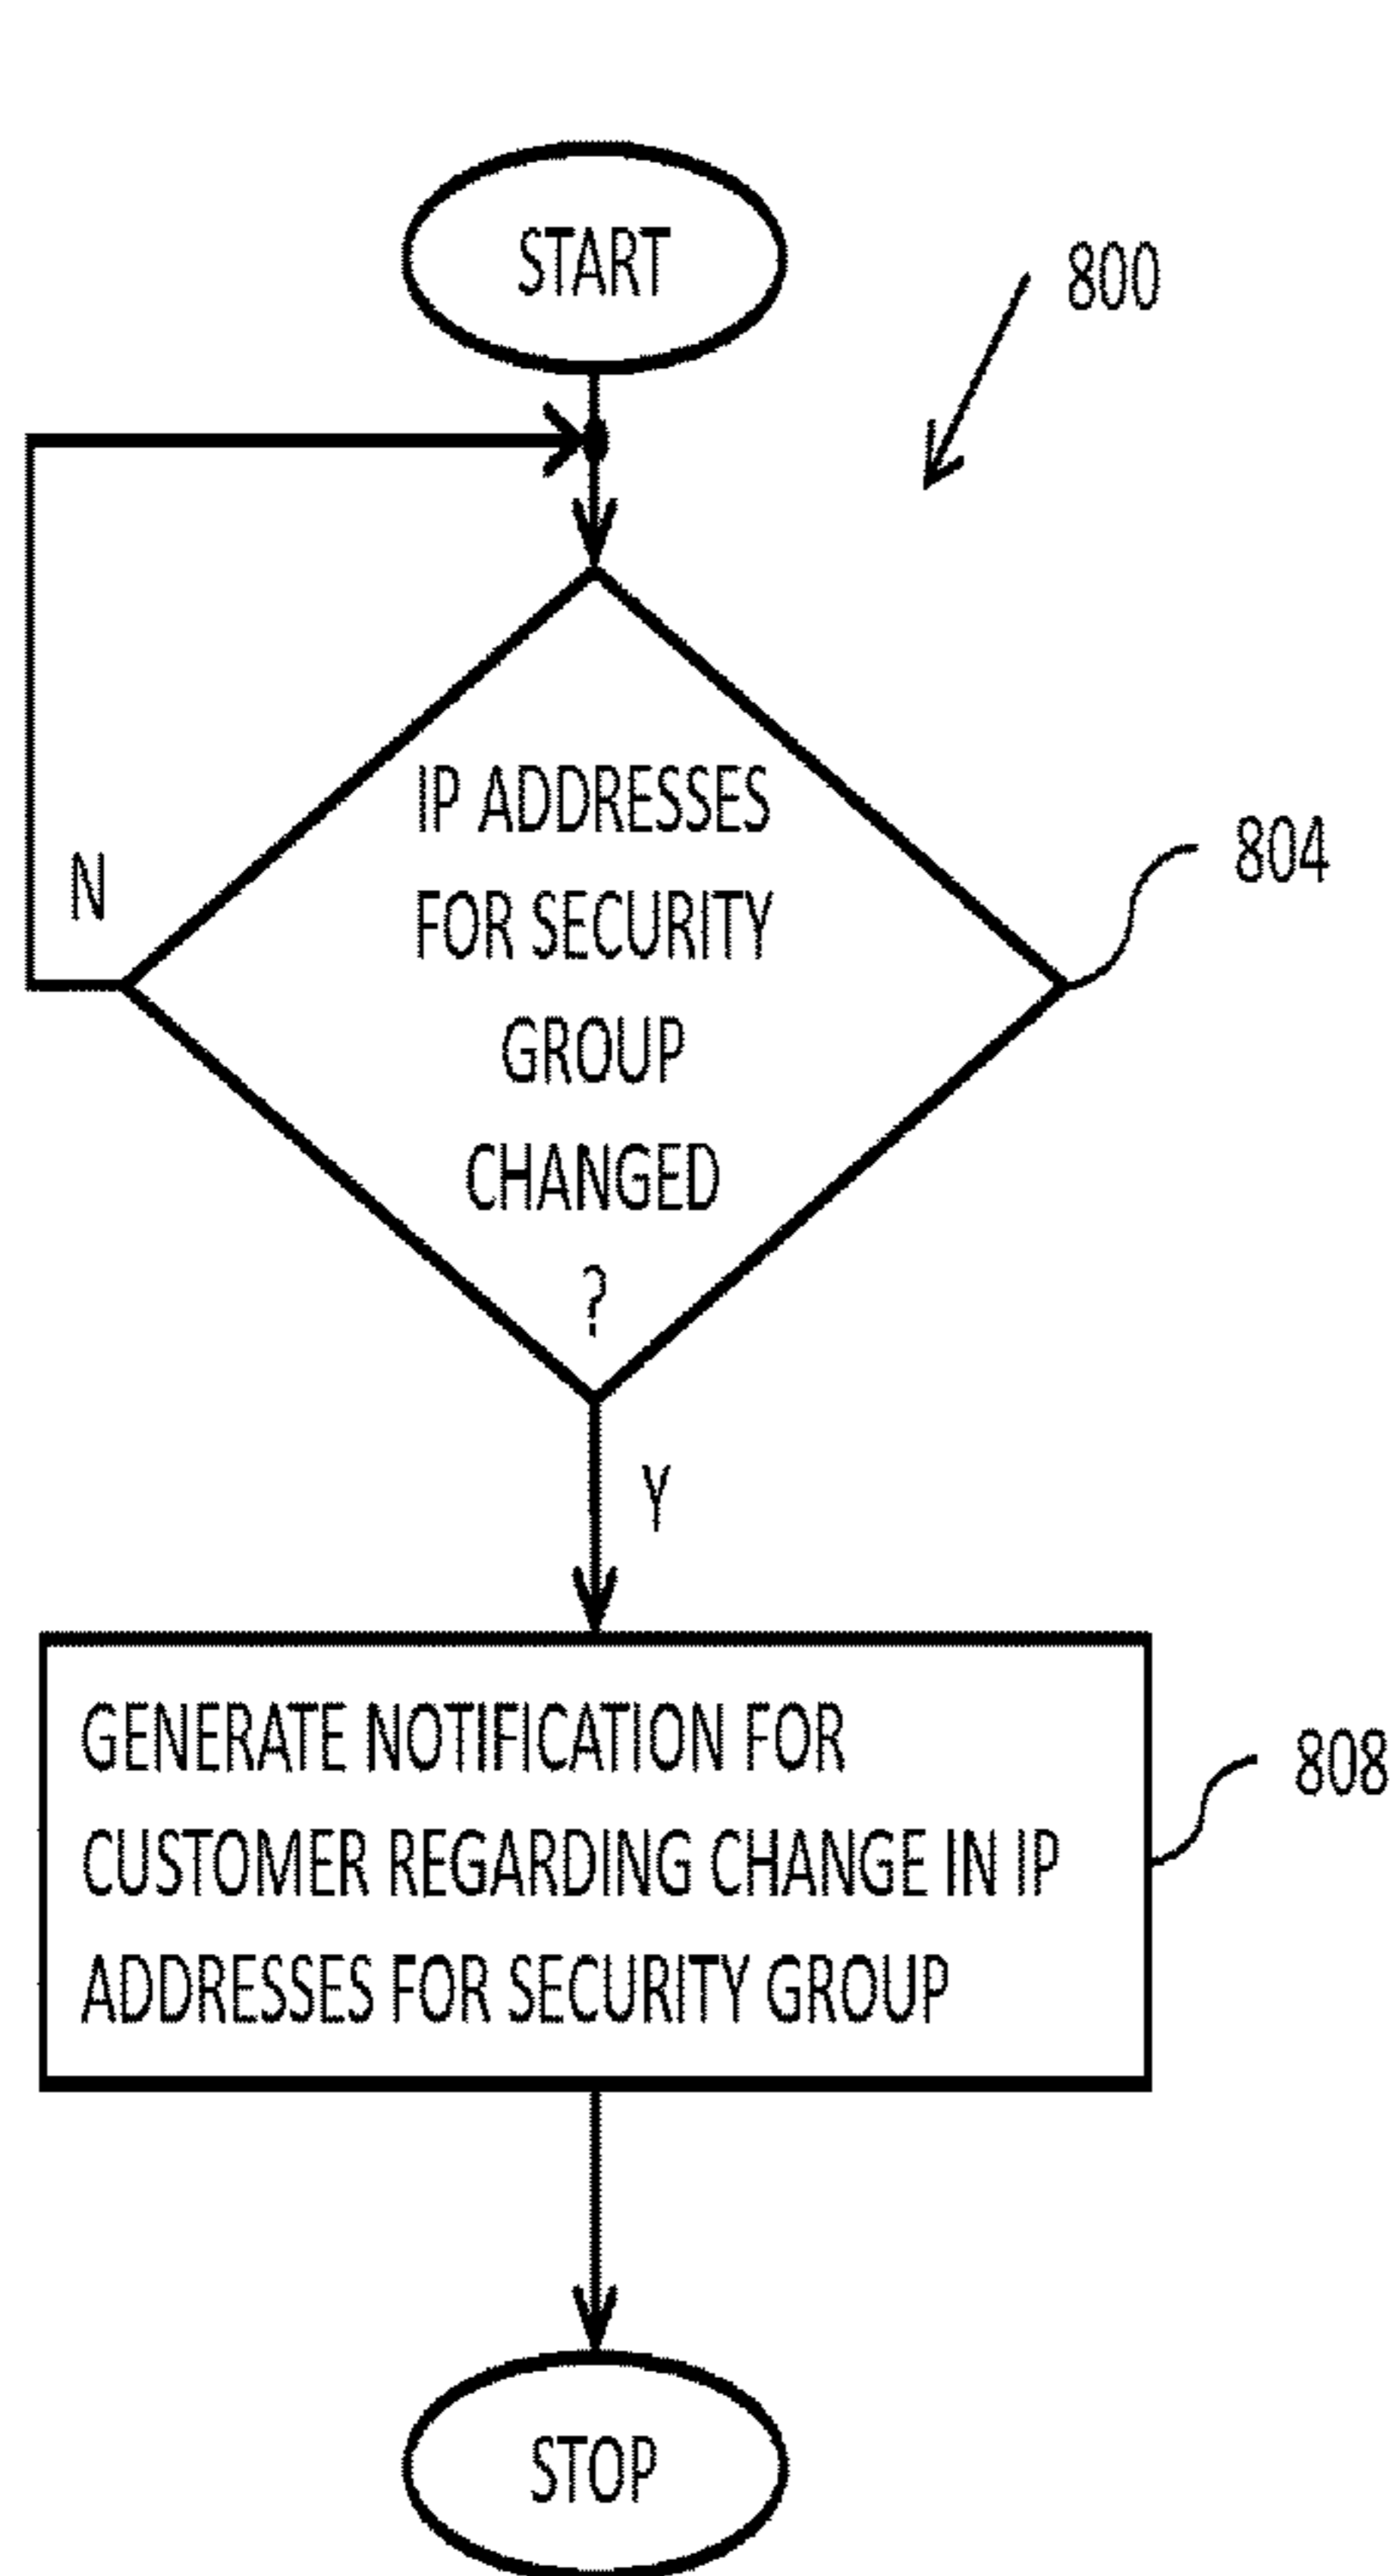 START
800
IP ADDRESSES
FOR SECURITY
GROUP
CHANGED
?
804
N
Y
GENERATE NOTIFICATION FOR
CUSTOMER REGARDING CHANGE IN IP
ADDRESSES FOR SECURITY GROUP
808
STOP